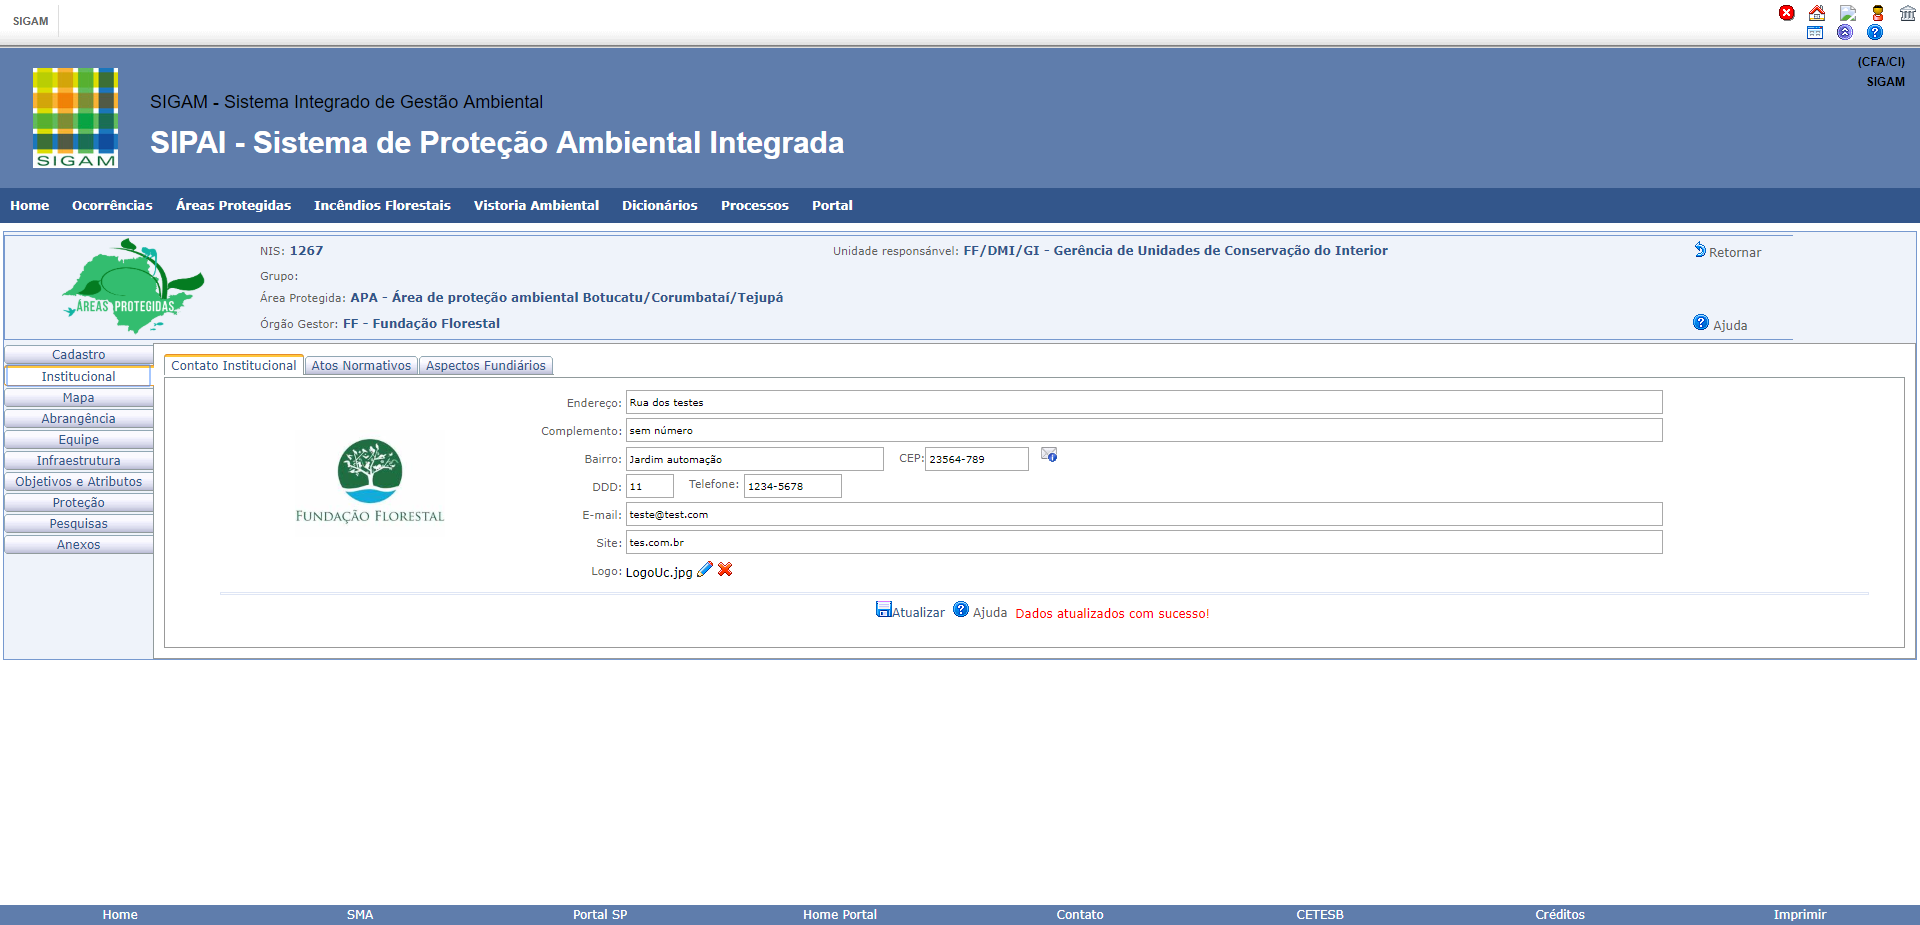 SIGAM
(CFA/CI)
SIGAM
SIGAM
SIGAM - Sistema Integrado de Gestão Ambiental
SIPAI - Sistema de Proteção Ambiental Integrada
Home Ocorrências Áreas Protegidas Incêndios Florestais Vistoria Ambiental Dicionários Processos Portal
ÁREAS PROTEGIDAS
NIS: 1267 Unidade responsánvel: FF/DMI/GI - Gerência de Unidades de Conservação do Interior Retornar
Grupo:
Área Protegida: APA - Área de proteção ambiental Botucatu/Corumbataí/Tejupá
Órgão Gestor: FF - Fundação Florestal Ajuda
Cadastro
Institucional
Mapa
Abrangência
Equipe
Infraestrutura
Objetivos e Atributos
Proteção
Pesquisas
Anexos
Contato Institucional Atos Normativos Aspectos Fundiários
FUNDAÇÃO FLORESTAL
Endereço: Rua dos testes
Complemento: sem número
Bairro: Jardim automação CEP: 23564-789
DDD: 11 Telefone: 1234-5678
E-mail: teste@test.com
Site: tes.com.br
Logo: LogoUc.jpg
Atualizar Ajuda Dados atualizados com sucesso!
Home SMA Portal SP Home Portal Contato CETESB Créditos Imprimir